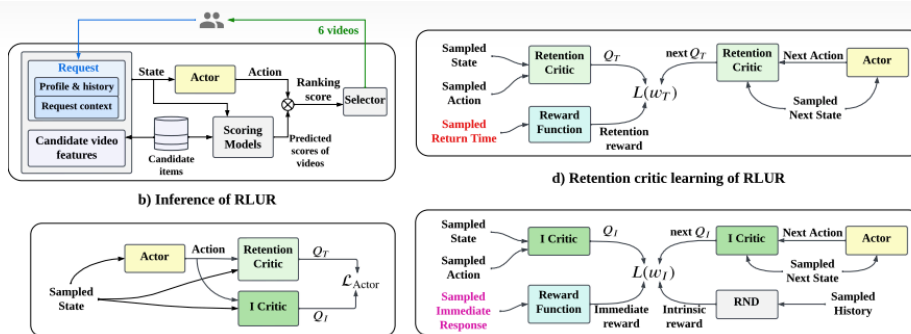 6 videos
Request
Profile & history
Request context
Candidate video
features
State
Actor
Action
Ranking
score
Selector
Candidate
items
Scoring
Models
Predicted
scores of
videos
b) Inference of RLUR
Sampled
State
Sampled
Action
Retention
Critic
Q_T
next Q_T
Retention
Critic
Next Action
Actor
L(w_T)
Sampled
Next State
Sampled
Return Time
Reward
Function
Retention
reward
d) Retention critic learning of RLUR
Actor
Action
Retention
Critic
Q_T
Sampled
State
L_Actor
I Critic
Q_I
Sampled
State
Sampled
Action
I Critic
Q_I
next Q_I
I Critic
Next Action
Actor
L(w_I)
Sampled
Next State
Sampled
Immediate
Response
Reward
Function
Immediate
reward
Intrinsic
reward
RND
Sampled
History